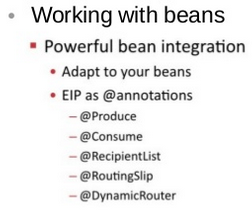 Working with beans
Powerful bean integration
Adapt to your beans
EIP as @annotations
– @Produce
– @Consume
– @RecipientList
– @RoutingSlip
– @DynamicRouter